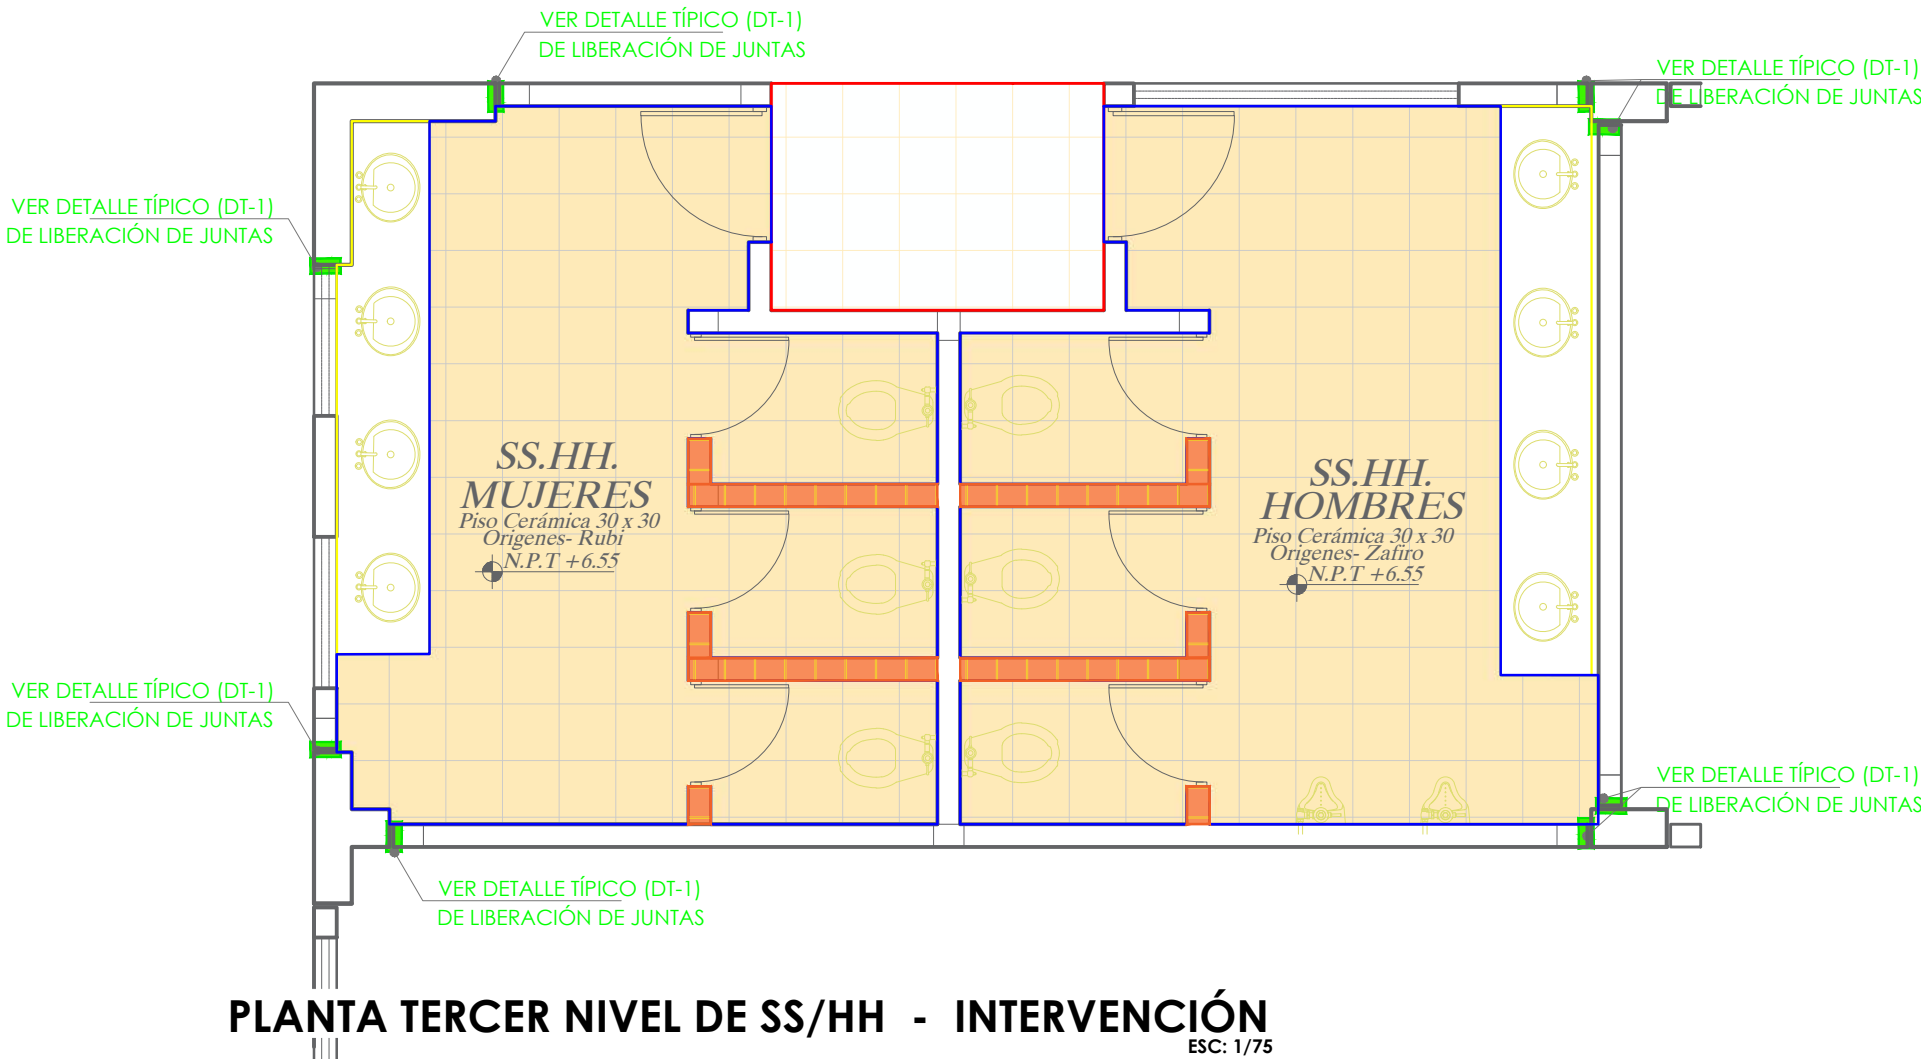 VER DETALLE TÍPICO (DT-1)
DE LIBERACIÓN DE JUNTAS
VER DETALLE TÍPICO (DT-1)
DE LIBERACIÓN DE JUNTAS
VER DETALLE TÍPICO (DT-1)
DE LIBERACIÓN DE JUNTAS
SS.HH.
MUJERES
Piso Cerámica 30 x 30
Origenes- Rubi
N.P.T +6.55
SS.HH.
HOMBRES
Piso Cerámica 30 x 30
Origenes- Zafiro
N.P.T +6.55
VER DETALLE TÍPICO (DT-1)
DE LIBERACIÓN DE JUNTAS
VER DETALLE TÍPICO (DT-1)
DE LIBERACIÓN DE JUNTAS
VER DETALLE TÍPICO (DT-1)
DE LIBERACIÓN DE JUNTAS
PLANTA TERCER NIVEL DE SS/HH - INTERVENCIÓN
ESC: 1/75